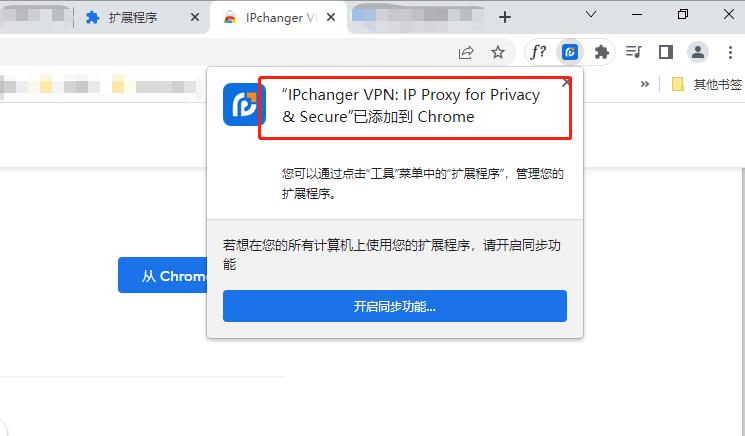 扩展程序
IPchanger V
f?
其他书签
“IPchanger VPN: IP Proxy for Privacy
& Secure”已添加到 Chrome
您可以通过点击“工具”菜单中的“扩展程序”，管理您的
扩展程序。
若想在您的所有计算机上使用您的扩展程序，请开启同步功
能
从 Chrome
开启同步功能...